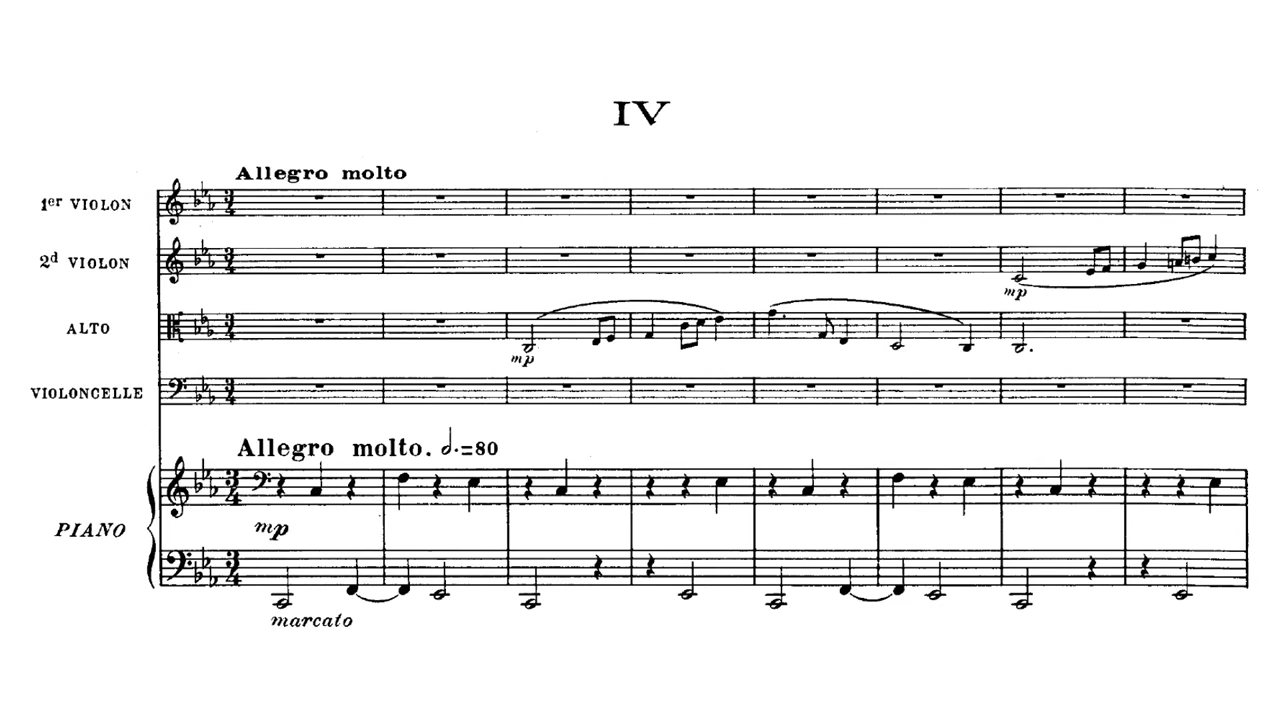 IV
Allegro molto
1er VIOLON
2d VIOLON
mp
ALTO
mp
VIOLONCELLE
Allegro molto. 𝅗𝅥.=80
PIANO
mp
marcato